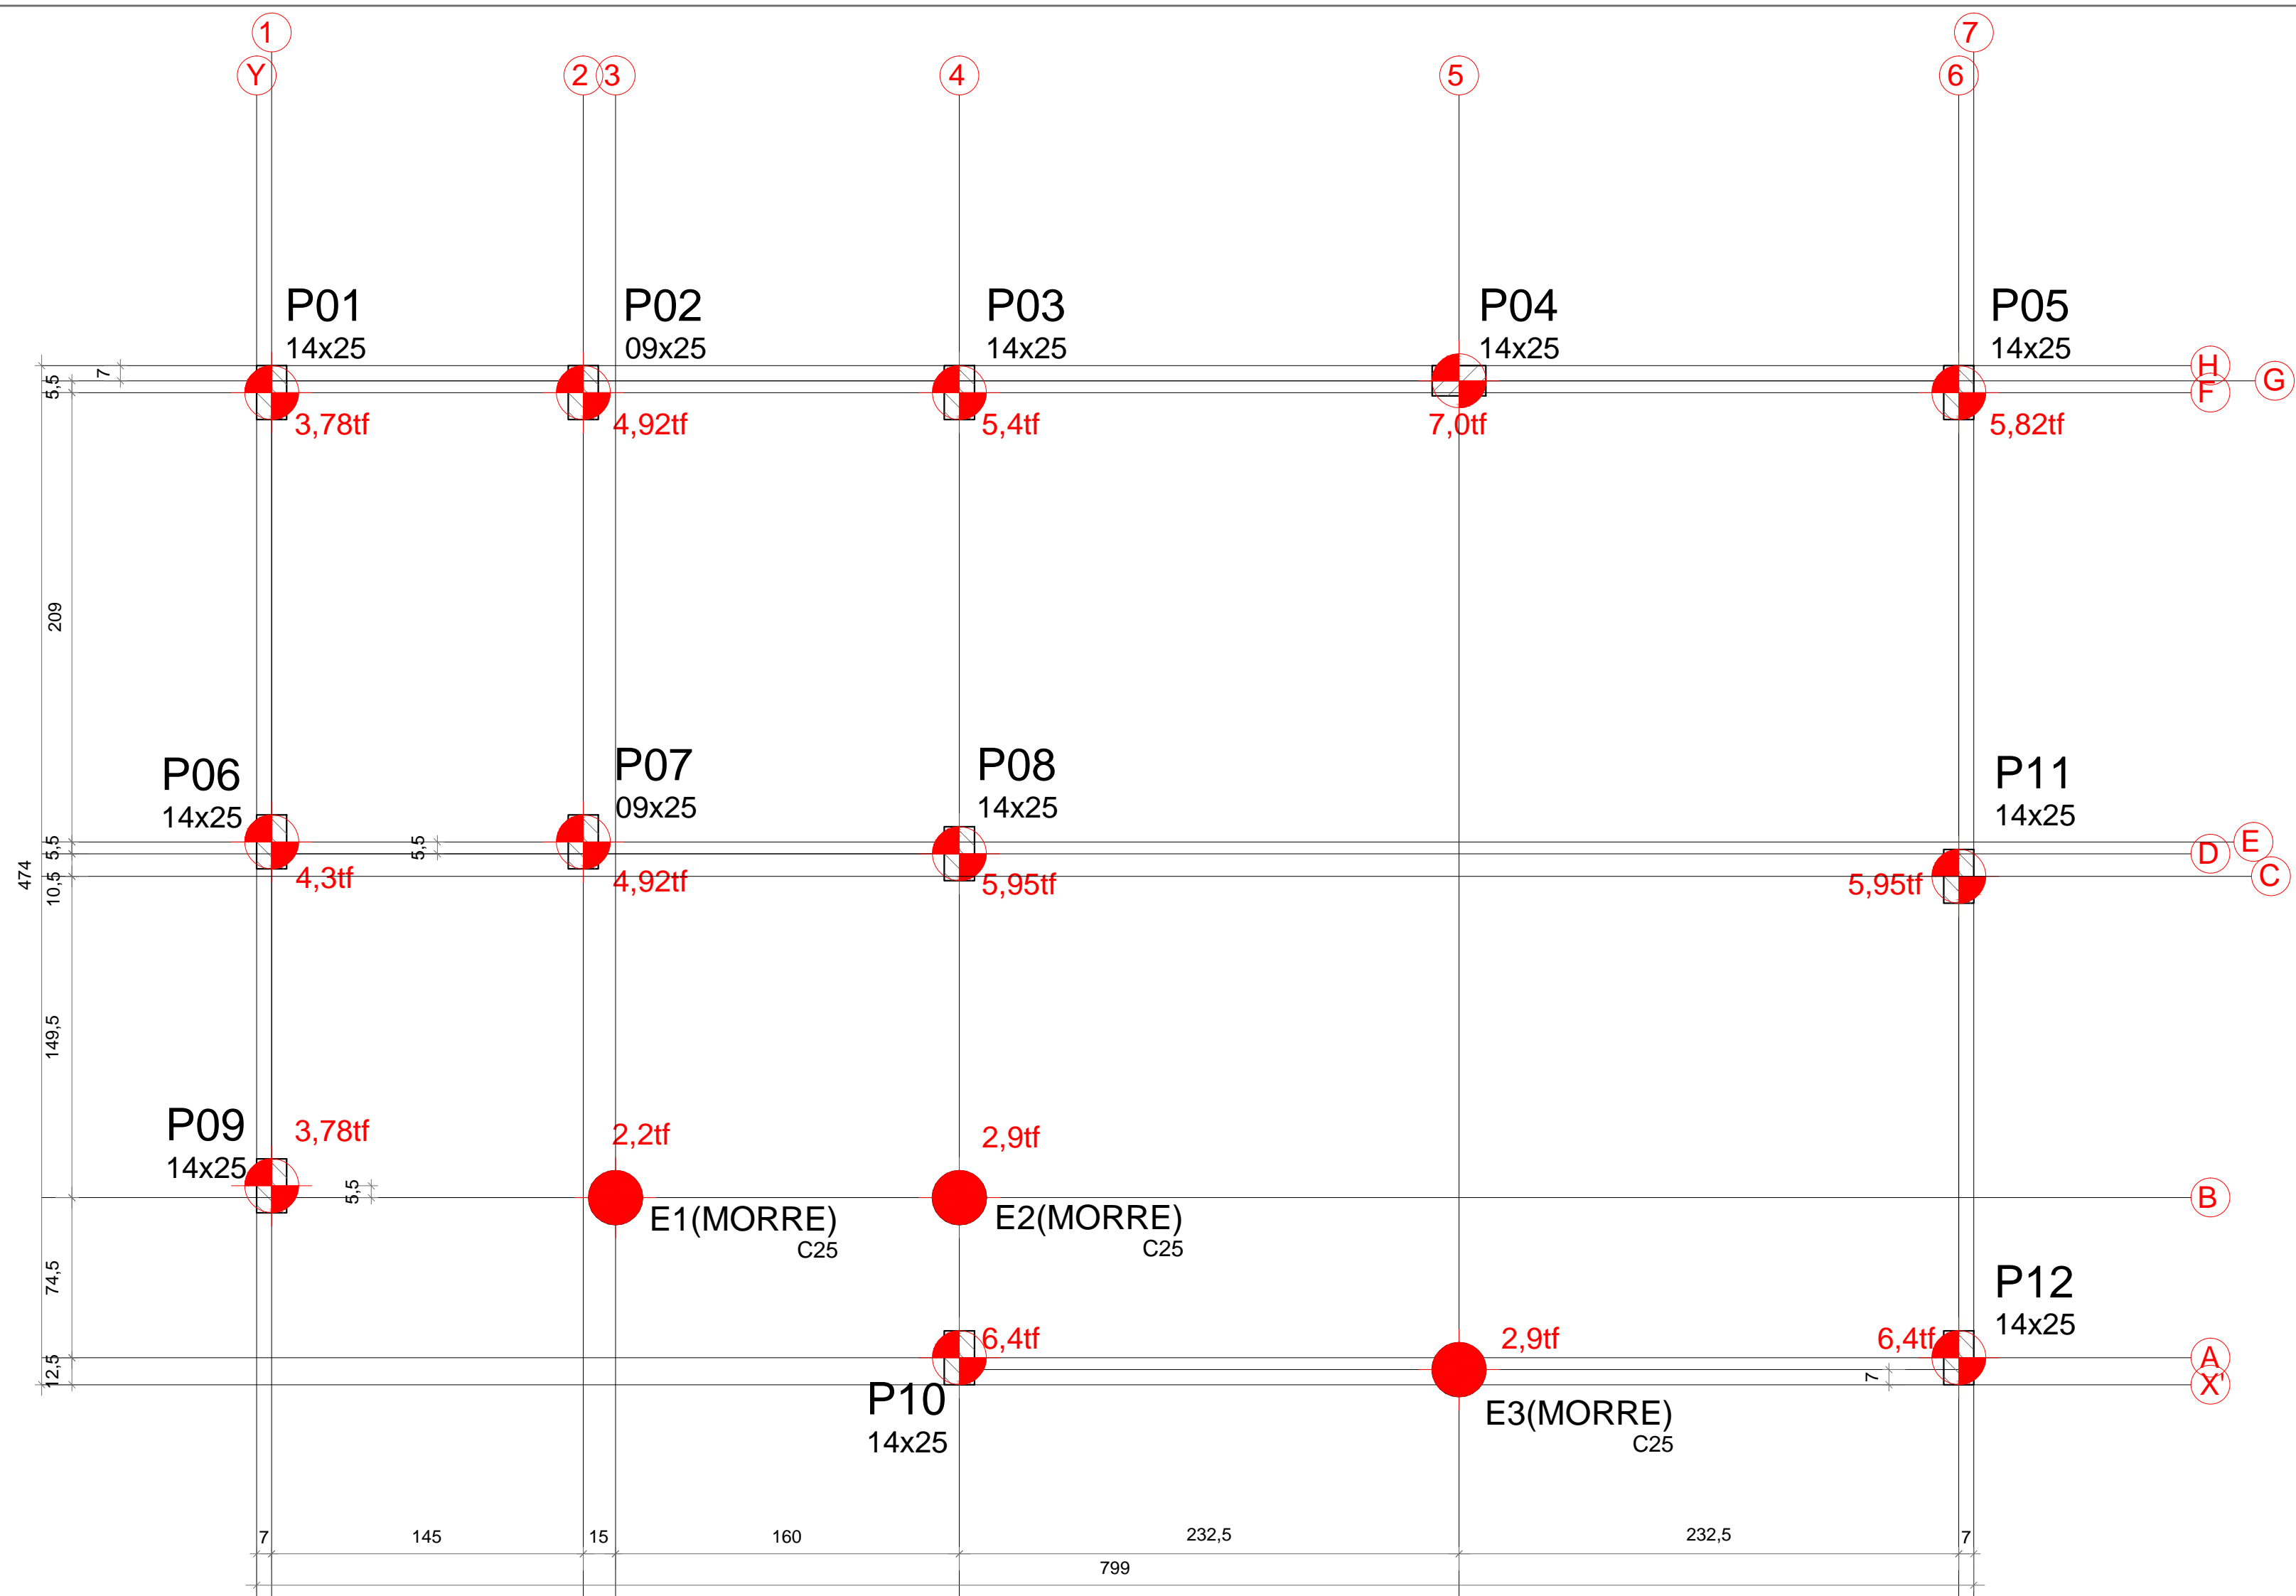 1
7
Y
2
3
4
5
6
P01
14x25
P02
09x25
P03
14x25
P04
14x25
P05
14x25
H
G
F
7
5,5
3,78tf
4,92tf
5,4tf
7,0tf
5,82tf
209
P06
14x25
P07
09x25
P08
14x25
P11
14x25
5,5
5,5
E
D
C
474
10,5
4,3tf
4,92tf
5,95tf
5,95tf
149,5
P09
14x25
3,78tf
2,2tf
2,9tf
5,5
B
E1(MORRE)
C25
E2(MORRE)
C25
74,5
P12
14x25
6,4tf
2,9tf
6,4tf
12,5
7
A
X'
P10
14x25
E3(MORRE)
C25
7
145
15
160
232,5
232,5
7
799